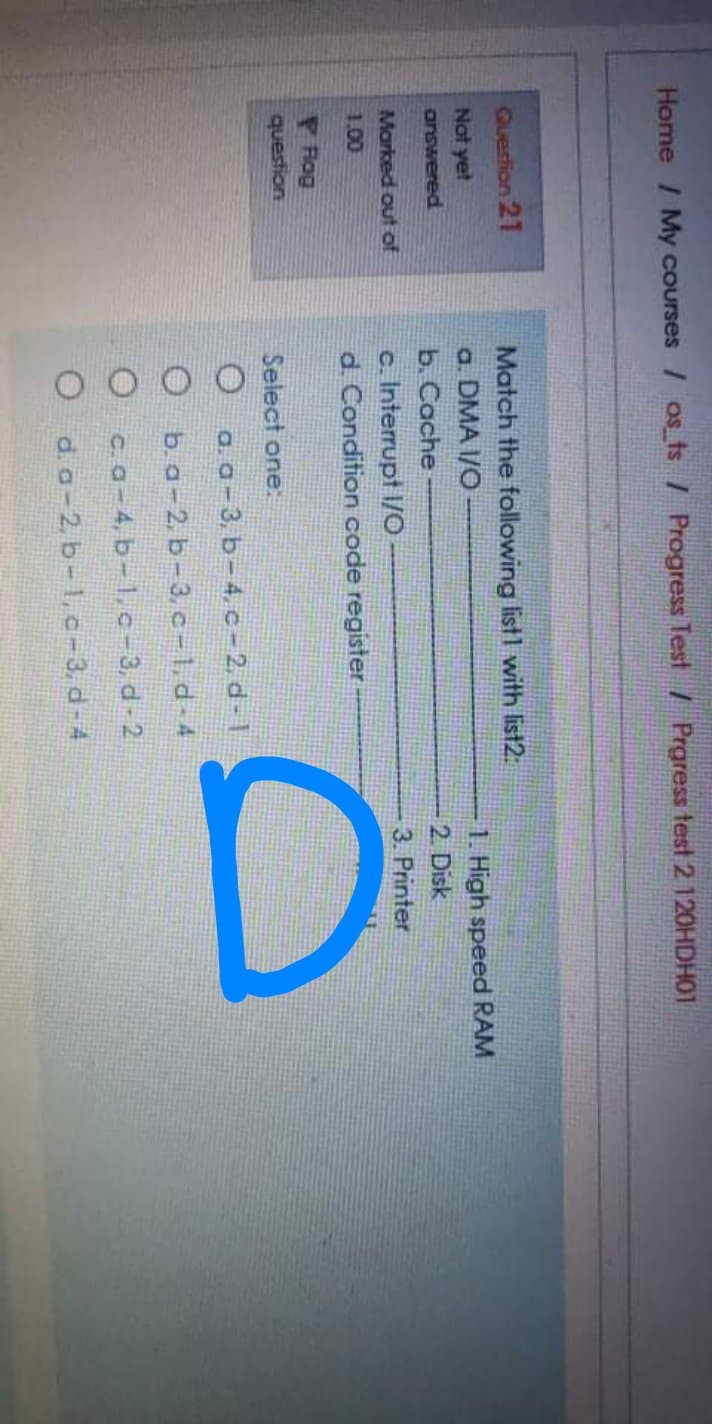 Home / My courses / os_ts / Progress Test / Prgress test 2 120HDH01
Question 21
Not yet
answered
Marked out of
1.00
Flag
question
Match the following list1 with list2:
a. DMA I/O ------------------------- 1. High speed RAM
b. Cache ------------------------- 2. Disk
c. Interrupt I/O ------------------------- 3. Printer
d. Condition code register -------------
Select one:
a. a-3, b-4, c-2, d-1
b. a-2, b-3, c-1, d-4
c. a-4, b-1, c-3, d-2
d. a-2, b-1, c-3, d-4
D